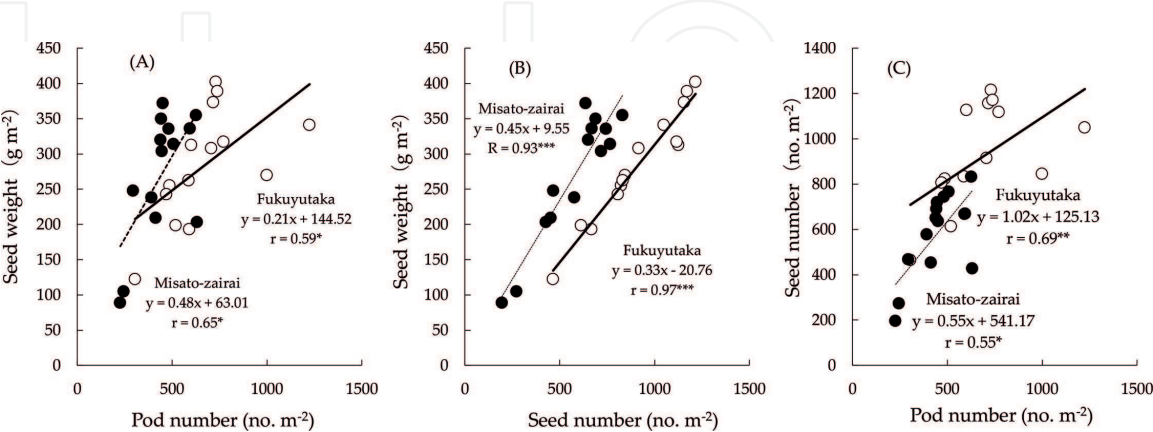 (A)
450
400
350
300
250
200
150
100
50
0
Seed weight (g m⁻²)
Fukuyutaka
y = 0.21x + 144.52
r = 0.59*
Misato-zairai
y = 0.48x + 63.01
r = 0.65*
0 500 1000 1500
Pod number (no. m⁻²)
(B)
450
400
350
300
250
200
150
100
50
0
Seed weight (g m⁻²)
Misato-zairai
y = 0.45x + 9.55
R = 0.93***
Fukuyutaka
y = 0.33x - 20.76
r = 0.97***
0 500 1000 1500
Seed number (no. m⁻²)
(C)
1400
1200
1000
800
600
400
200
0
Seed number (no. m⁻²)
Fukuyutaka
y = 1.02x + 125.13
r = 0.69**
Misato-zairai
y = 0.55x + 541.17
r = 0.55*
0 500 1000 1500
Pod number (no. m⁻²)